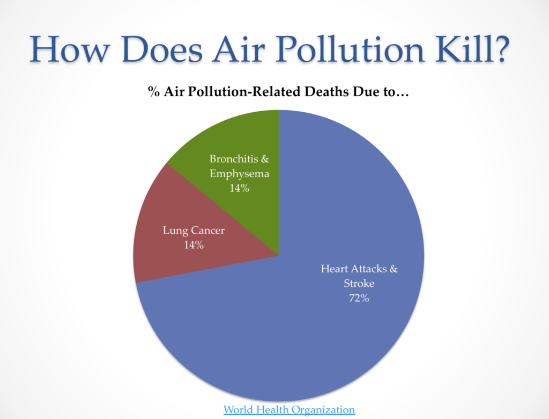 How Does Air Pollution Kill?
% Air Pollution-Related Deaths Due to…
Bronchitis &
Emphysema
14%
Lung Cancer
14%
Heart Attacks &
Stroke
72%
World Health Organization